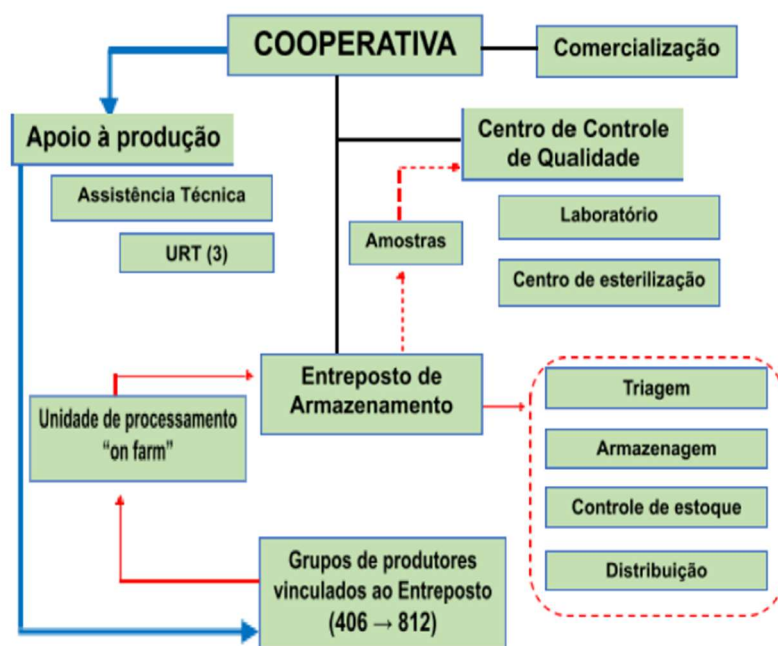 COOPERATIVA
Comercialização
Apoio à produção
Assistência Técnica
URT (3)
Centro de Controle
de Qualidade
Amostras
Laboratório
Centro de esterilização
Entreposto de
Armazenamento
Unidade de processamento
“on farm”
Triagem
Armazenagem
Controle de estoque
Distribuição
Grupos de produtores
vinculados ao Entreposto
(406 → 812)